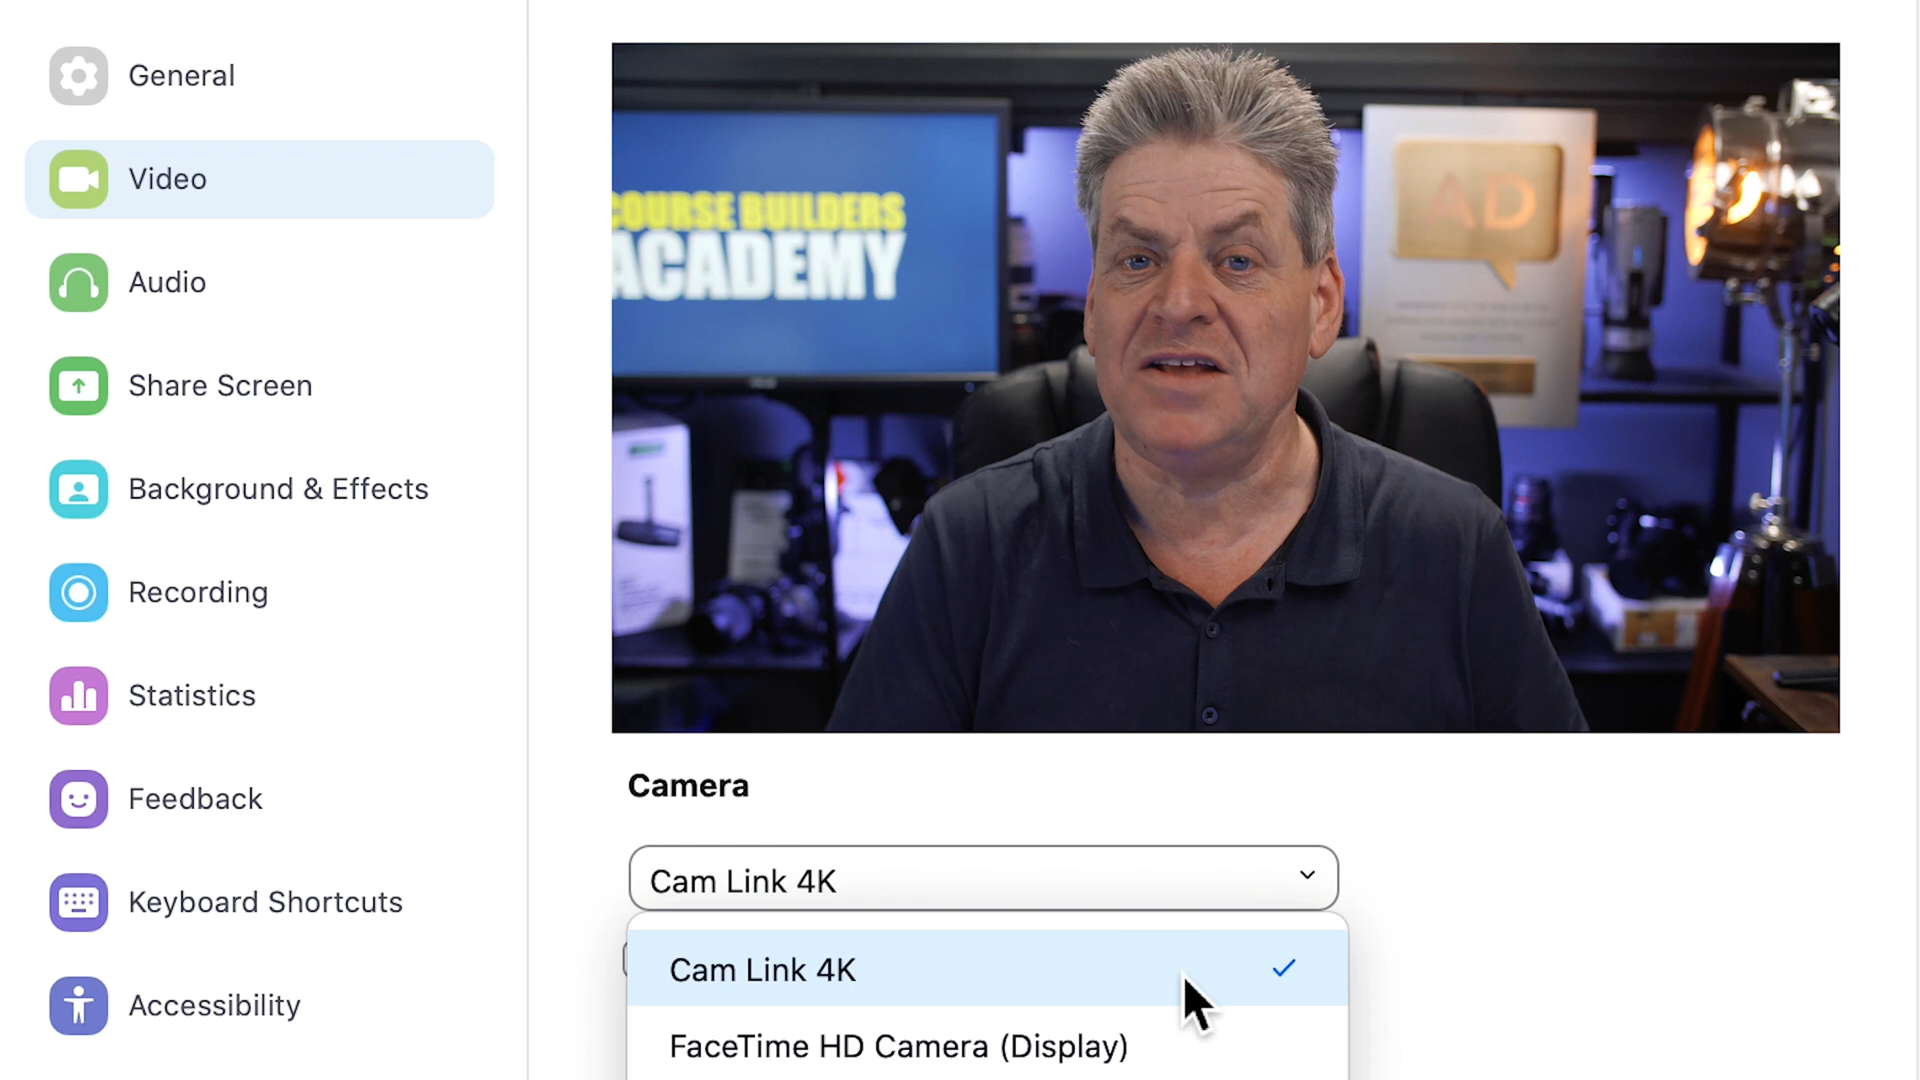 General
Video
Audio
Share Screen
Background & Effects
Recording
Statistics
Feedback
Keyboard Shortcuts
Accessibility
COURSE BUILDERS
ACADEMY
AD
Camera
Cam Link 4K
Cam Link 4K
FaceTime HD Camera (Display)